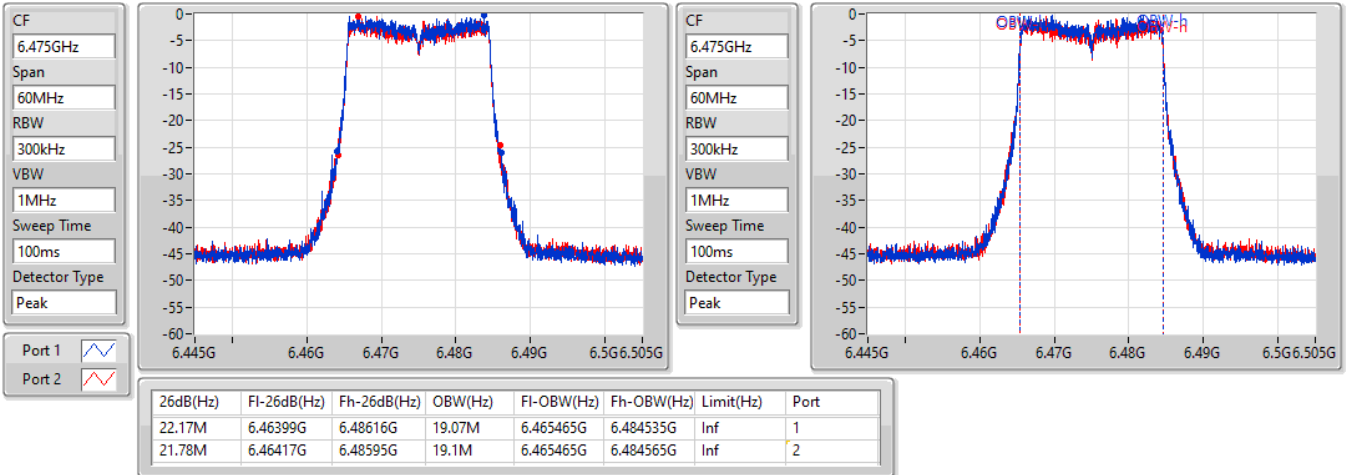 CF
6.475GHz
Span
60MHz
RBW
300kHz
VBW
1MHz
Sweep Time
100ms
Detector Type
Peak
Port 1
Port 2
0
-5
-10
-15
-20
-25
-30
-35
-40
-45
-50
-55
-60
6.445G 6.46G 6.47G 6.48G 6.49G 6.5G 6.505G
CF
6.475GHz
Span
60MHz
RBW
300kHz
VBW
1MHz
Sweep Time
100ms
Detector Type
Peak
OBW-h
0
-5
-10
-15
-20
-25
-30
-35
-40
-45
-50
-55
-60
6.445G 6.46G 6.47G 6.48G 6.49G 6.5G 6.505G
26dB(Hz) Fl-26dB(Hz) Fh-26dB(Hz) OBW(Hz) Fl-OBW(Hz) Fh-OBW(Hz) Limit(Hz) Port
22.17M 6.46399G 6.48616G 19.07M 6.465465G 6.484535G Inf 1
21.78M 6.46417G 6.48595G 19.1M 6.465465G 6.484565G Inf 2